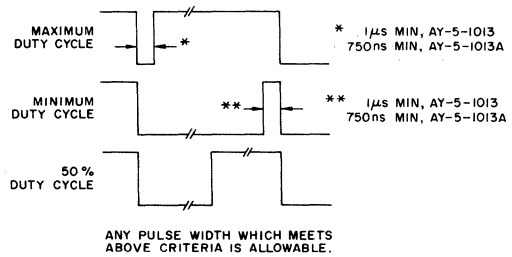 MAXIMUM
DUTY CYCLE
*
* 1μs MIN, AY-5-1013
750ns MIN, AY-5-1013A
MINIMUM
DUTY CYCLE
**
** 1μs MIN, AY-5-1013
750ns MIN, AY-5-1013A
50%
DUTY CYCLE
ANY PULSE WIDTH WHICH MEETS
ABOVE CRITERIA IS ALLOWABLE.